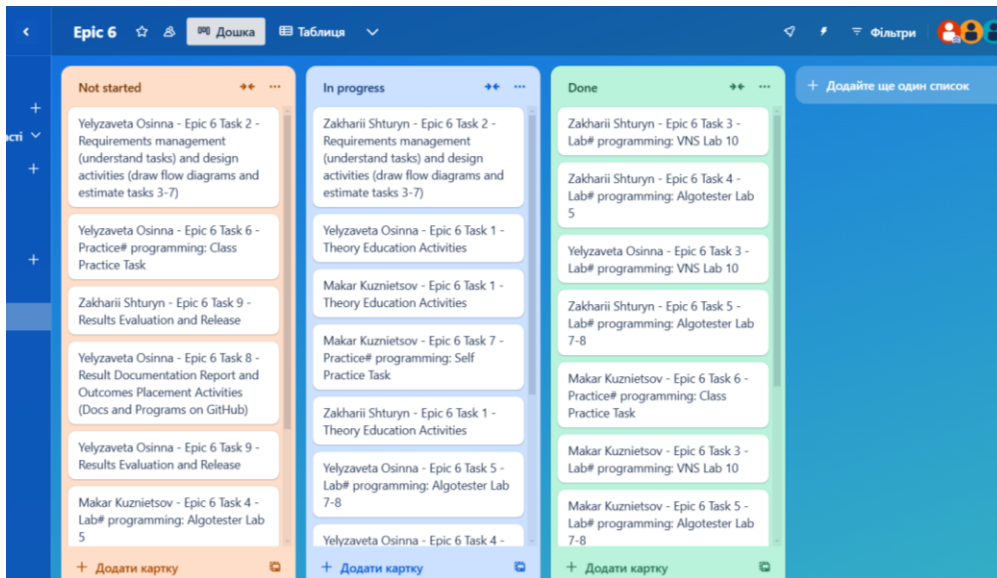 Epic 6
Дошка
Таблиця
Фільтри
ності
Not started
Yelyzaveta Osinna - Epic 6 Task 2 -
Requirements management
(understand tasks) and design
activities (draw flow diagrams and
estimate tasks 3-7)
Yelyzaveta Osinna - Epic 6 Task 6 -
Practice# programming: Class
Practice Task
Zakharii Shturyn - Epic 6 Task 9 -
Results Evaluation and Release
Yelyzaveta Osinna - Epic 6 Task 8 -
Result Documentation Report and
Outcomes Placement Activities
(Docs and Programs on GitHub)
Yelyzaveta Osinna - Epic 6 Task 9 -
Results Evaluation and Release
Makar Kuznietsov - Epic 6 Task 4 -
Lab# programming: Algotester Lab
5
+ Додати картку
In progress
Zakharii Shturyn - Epic 6 Task 2 -
Requirements management
(understand tasks) and design
activities (draw flow diagrams and
estimate tasks 3-7)
Yelyzaveta Osinna - Epic 6 Task 1 -
Theory Education Activities
Makar Kuznietsov - Epic 6 Task 1 -
Theory Education Activities
Makar Kuznietsov - Epic 6 Task 7 -
Practice# programming: Self
Practice Task
Zakharii Shturyn - Epic 6 Task 1 -
Theory Education Activities
Yelyzaveta Osinna - Epic 6 Task 5 -
Lab# programming: Algotester Lab
7-8
Yelyzaveta Osinna - Epic 6 Task 4 -
+ Додати картку
Done
Zakharii Shturyn - Epic 6 Task 3 -
Lab# programming: VNS Lab 10
Zakharii Shturyn - Epic 6 Task 4 -
Lab# programming: Algotester Lab
5
Yelyzaveta Osinna - Epic 6 Task 3 -
Lab# programming: VNS Lab 10
Zakharii Shturyn - Epic 6 Task 5 -
Lab# programming: Algotester Lab
7-8
Makar Kuznietsov - Epic 6 Task 6 -
Practice# programming: Class
Practice Task
Makar Kuznietsov - Epic 6 Task 3 -
Lab# programming: VNS Lab 10
Makar Kuznietsov - Epic 6 Task 5 -
Lab# programming: Algotester Lab
7-8
+ Додати картку
+ Додайте ще один список